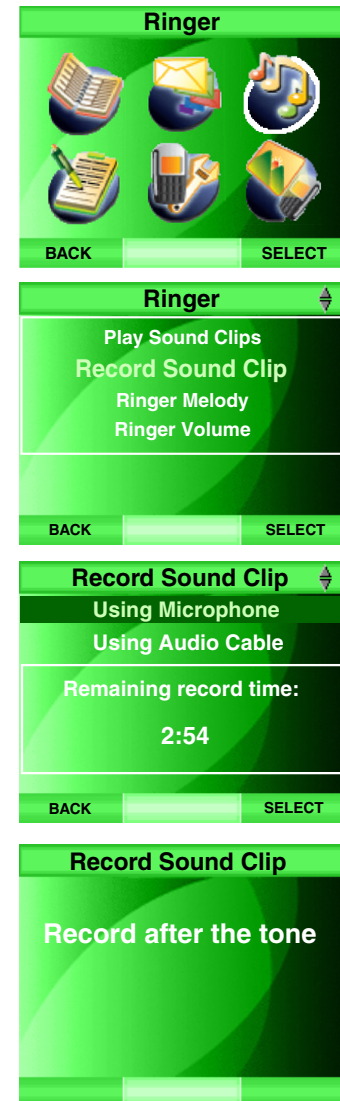 Ringer
BACK SELECT
Ringer
Play Sound Clips
Record Sound Clip
Ringer Melody
Ringer Volume
BACK SELECT
Record Sound Clip
Using Microphone
Using Audio Cable
Remaining record time:
2:54
BACK SELECT
Record Sound Clip
Record after the tone